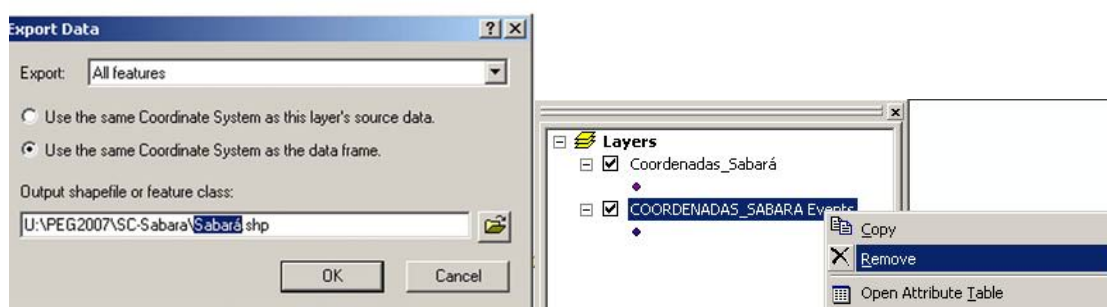 Export Data
Export: All features
Use the same Coordinate System as this layer's source data.
Use the same Coordinate System as the data frame.
Output shapefile or feature class:
U:\PEG2007\SC-Sabara\Sabará.shp
OK Cancel
Layers
Coordenadas_Sabará
COORDENADAS_SABARA Events
Copy
Remove
Open Attribute Table